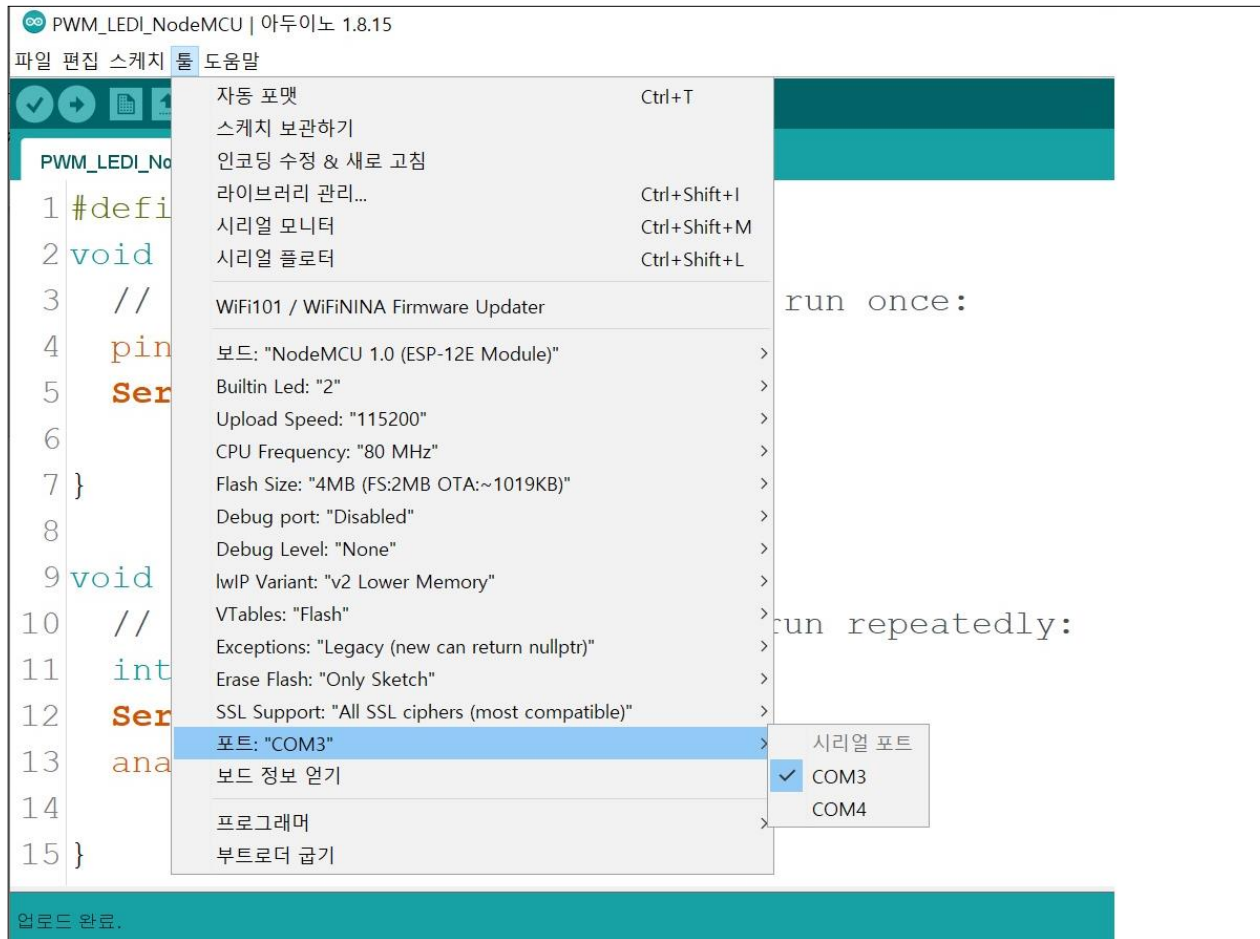 PWM_LEDI_NodeMCU | 아두이노 1.8.15
파일 편집 스케치 툴 도움말
PWM_LEDI_No
자동 포맷 Ctrl+T
스케치 보관하기
인코딩 수정 & 새로 고침
라이브러리 관리... Ctrl+Shift+I
시리얼 모니터 Ctrl+Shift+M
시리얼 플로터 Ctrl+Shift+L
WiFi101 / WiFiNINA Firmware Updater
보드: "NodeMCU 1.0 (ESP-12E Module)"
Builtin Led: "2"
Upload Speed: "115200"
CPU Frequency: "80 MHz"
Flash Size: "4MB (FS:2MB OTA:~1019KB)"
Debug port: "Disabled"
Debug Level: "None"
lwIP Variant: "v2 Lower Memory"
VTables: "Flash"
Exceptions: "Legacy (new can return nullptr)"
Erase Flash: "Only Sketch"
SSL Support: "All SSL ciphers (most compatible)"
포트: "COM3"
보드 정보 얻기
프로그래머
부트로더 굽기
시리얼 포트
COM3
COM4
1 #defi
2 void
3 // run once:
4 pin
5 Ser
6
7 }
8
9 void
10 // run repeatedly:
11 int
12 Ser
13 ana
14
15 }
업로드 완료.